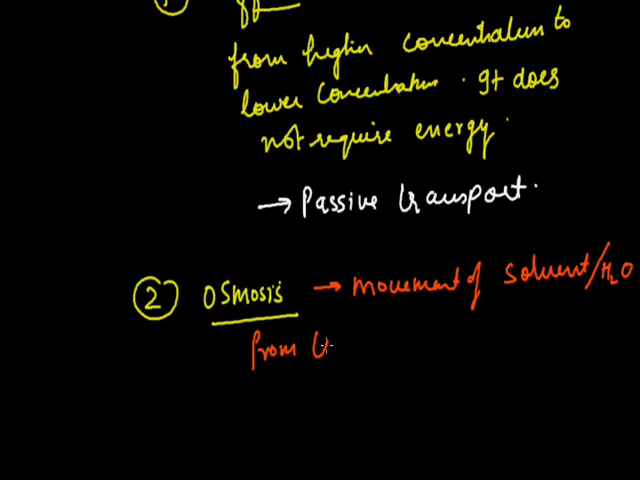 from higher concentration to
lower concentration. It does
not require energy.
→ Passive transport.
② Osmosis → Movement of solvent/H₂O
from